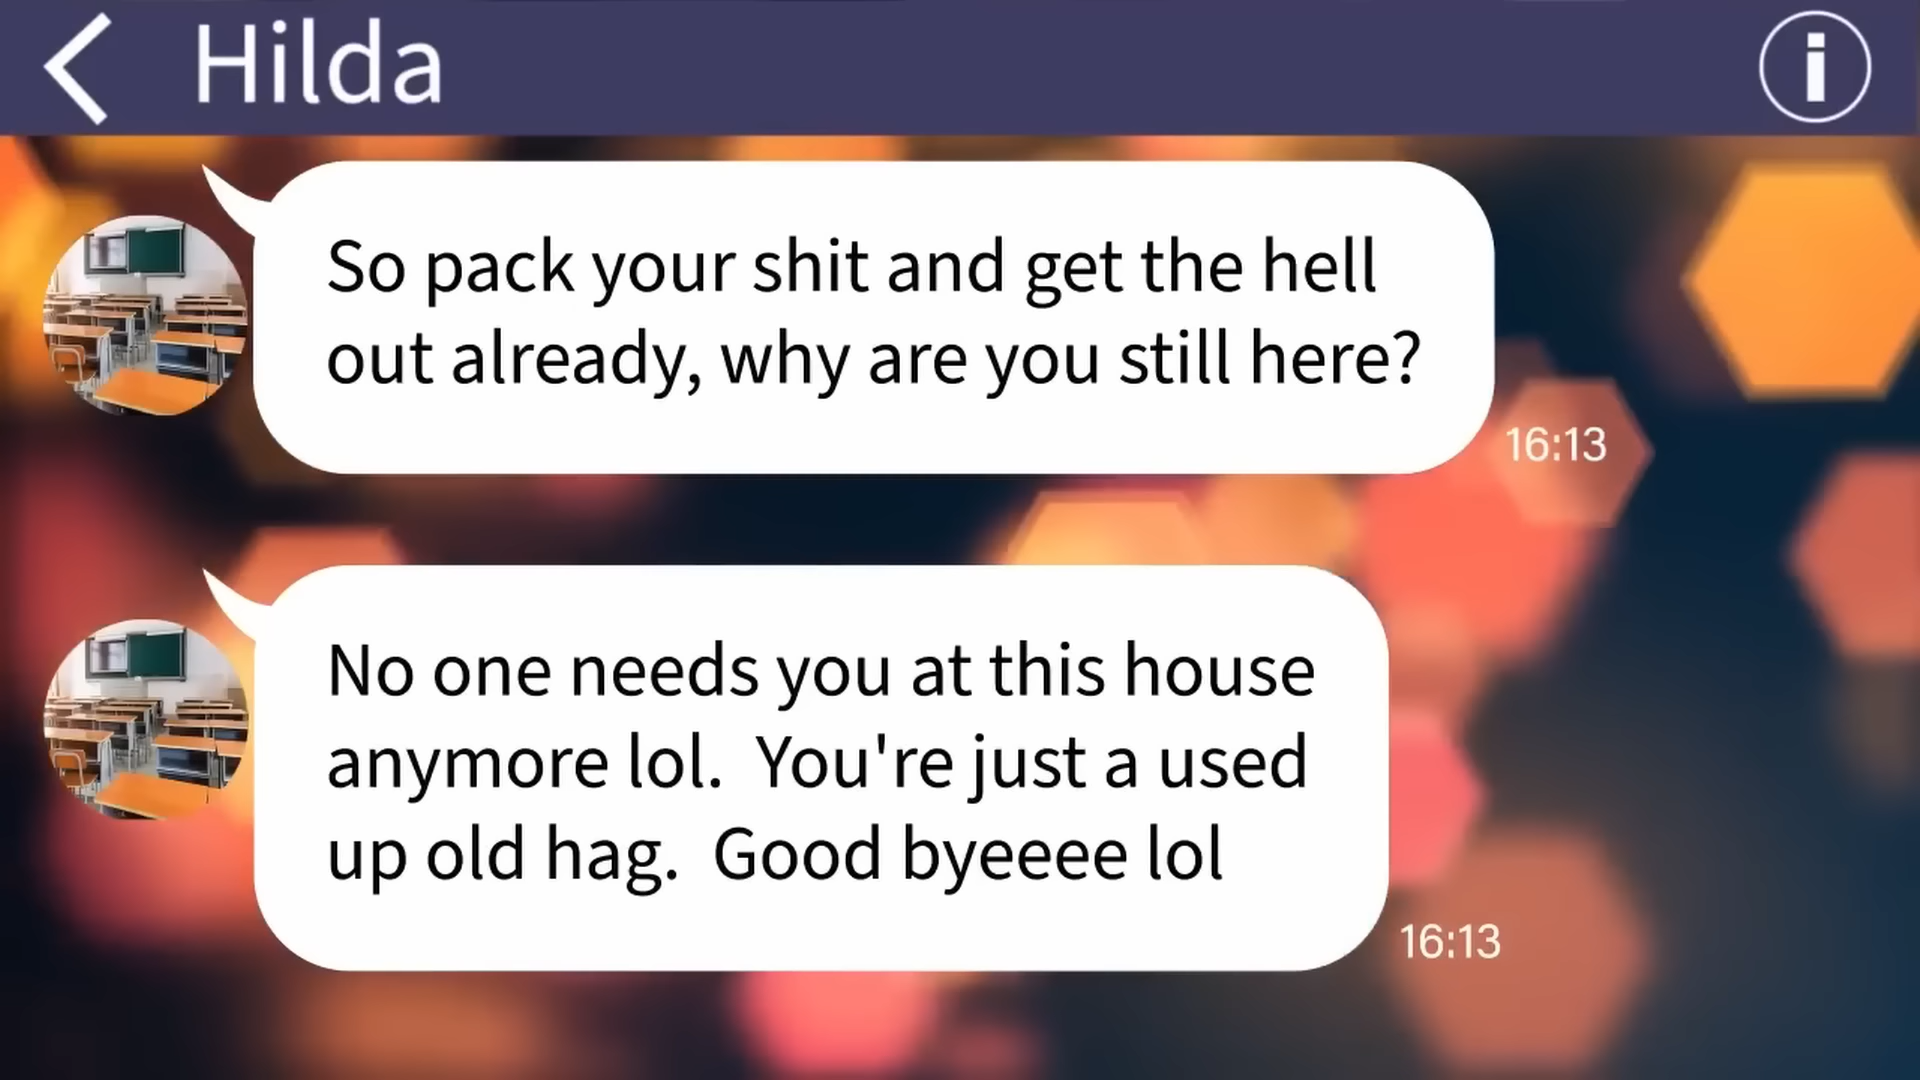 Hilda
So pack your shit and get the hell
out already, why are you still here?
16:13
No one needs you at this house
anymore lol.  You're just a used
up old hag.  Good byeeee lol
16:13